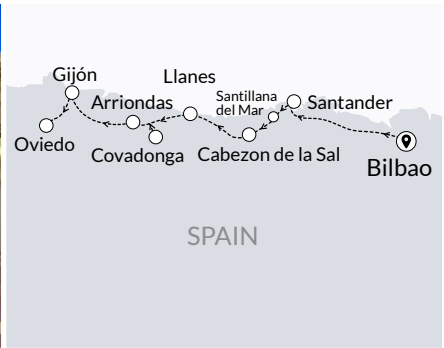 Gijón
Llanes
Arriondas
Santillana
del Mar
Santander
Oviedo
Covadonga
Cabezon de la Sal
Bilbao
SPAIN